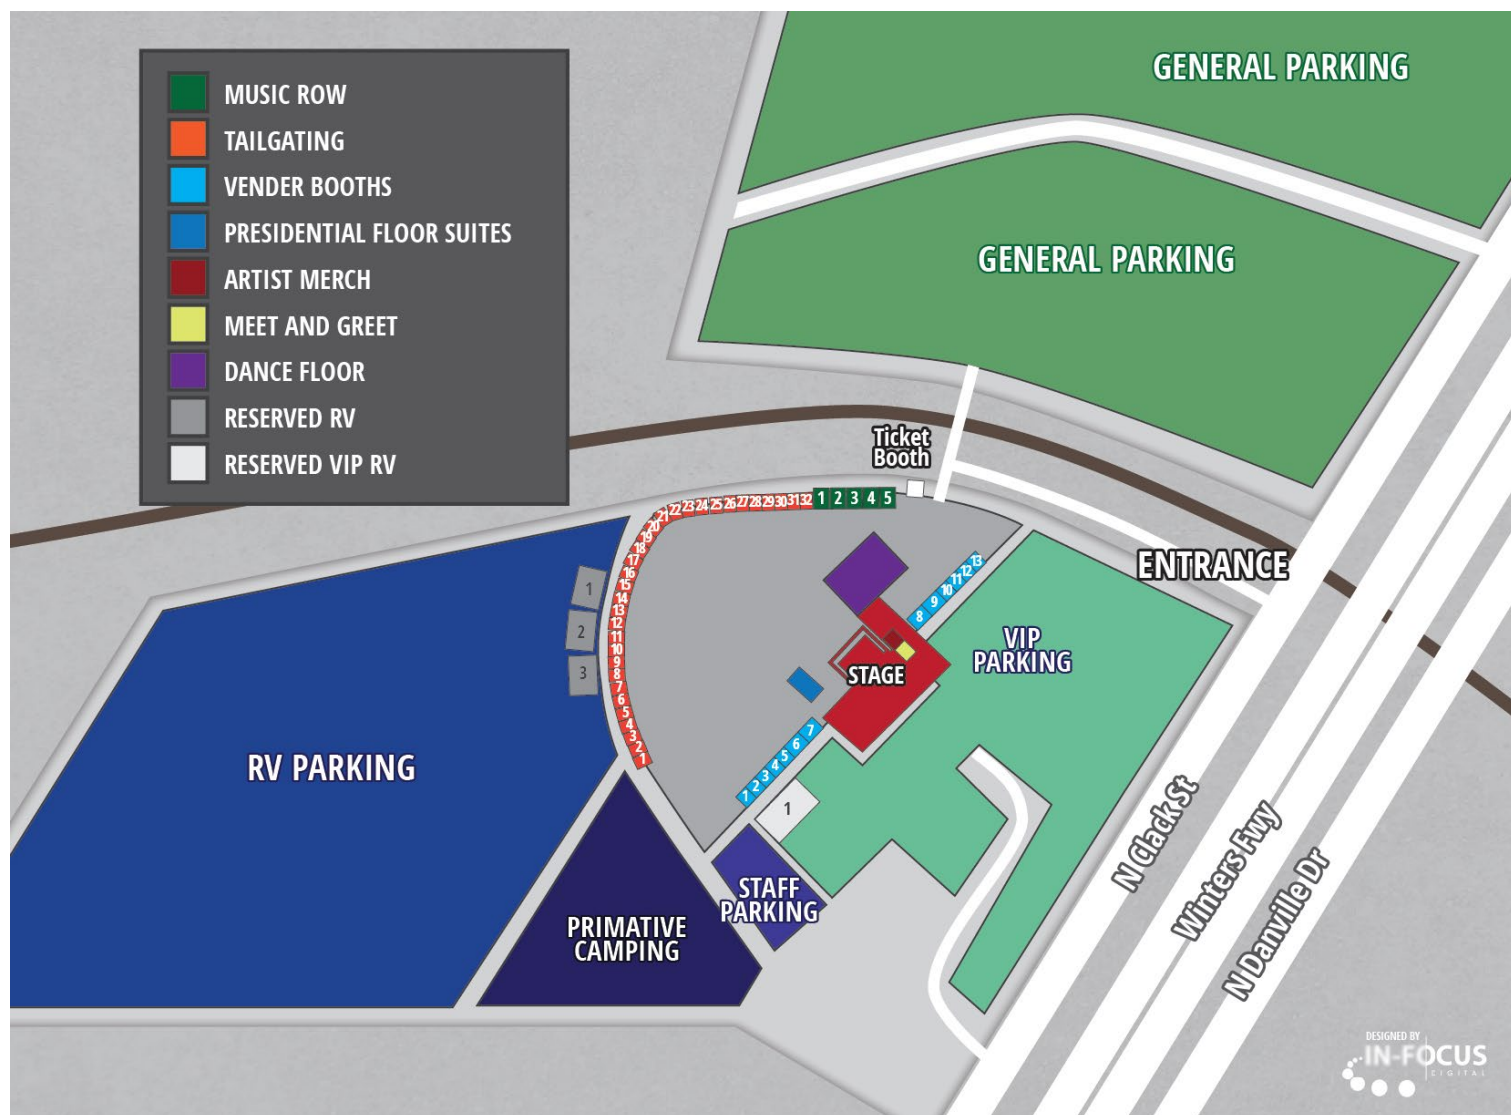 MUSIC ROW
TAILGATING
VENDER BOOTHS
PRESIDENTIAL FLOOR SUITES
ARTIST MERCH
MEET AND GREET
DANCE FLOOR
RESERVED RV
RESERVED VIP RV
GENERAL PARKING
GENERAL PARKING
Ticket
Booth
ENTRANCE
1 2 3 4 5
32
31
30
29
28
27
26
25
24
23
22
21
20
19
18
17
16
15
14
13
12
11
10
9
8
7
6
5
4
3
2
1
1
2
3
13
12
11
10
9
8
7
6
5
4
3
2
1
STAGE
VIP
PARKING
RV PARKING
1
STAFF
PARKING
PRIMATIVE
CAMPING
N Clack St
Winters Fwy
N Danville Dr
DESIGNED BY
IN-FOCUS
DIGITAL